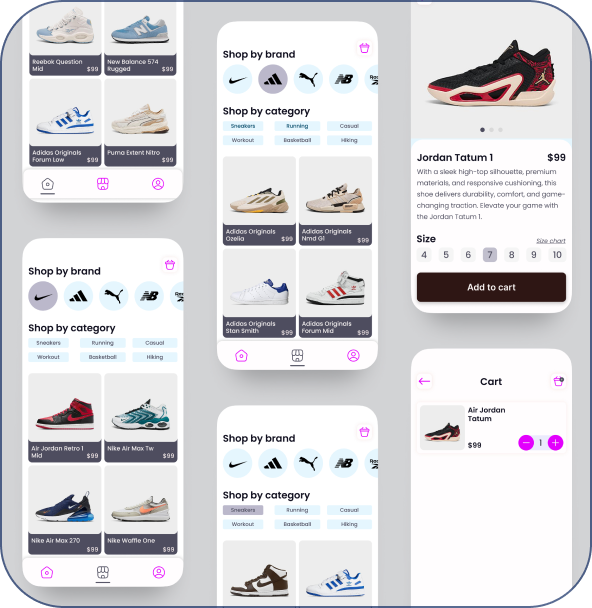 Reebok Question
Mid
$99
New Balance 574
Rugged
$99
Adidas Originals
Forum Low
$99
Puma Extent Nitro
$99
Shop by brand
Shop by category
Sneakers
Running
Casual
Workout
Basketball
Hiking
Air Jordan Retro 1
Mid
$99
Nike Air Max Tw
$99
Nike Air Max 270
$99
Nike Waffle One
$99
Shop by brand
NB
Shop by category
Sneakers
Running
Casual
Workout
Basketball
Hiking
Adidas Originals
Ozelia
$99
Adidas Originals
Nmd G1
$99
Adidas Originals
Stan Smith
$99
Adidas Originals
Forum Mid
$99
Shop by brand
NB
Shop by category
Sneakers
Running
Casual
Workout
Basketball
Hiking
Jordan Tatum 1
$99
With a sleek high-top silhouette, premium
materials, and responsive cushioning, this
shoe delivers durability, comfort, and game-
changing traction. Elevate your game with
the Jordan Tatum 1.
Size
Size chart
4 5 6 7 8 9 10
Add to cart
Cart
Air Jordan
Tatum
$99
1